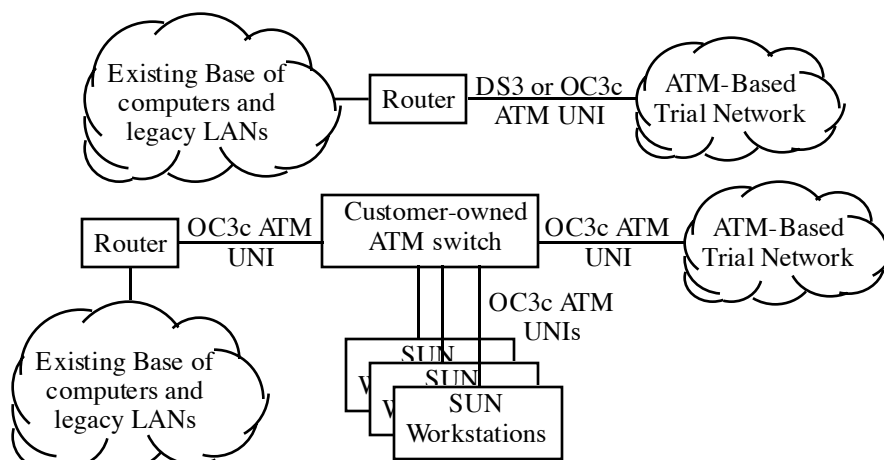 Existing Base of
computers and
legacy LANs
Router
DS3 or OC3c
ATM UNI
ATM-Based
Trial Network
Router
OC3c ATM
UNI
Customer-owned
ATM switch
OC3c ATM
UNI
ATM-Based
Trial Network
OC3c ATM
UNIs
Existing Base of
computers and
legacy LANs
SUN
W
SUN
W
SUN
Workstations